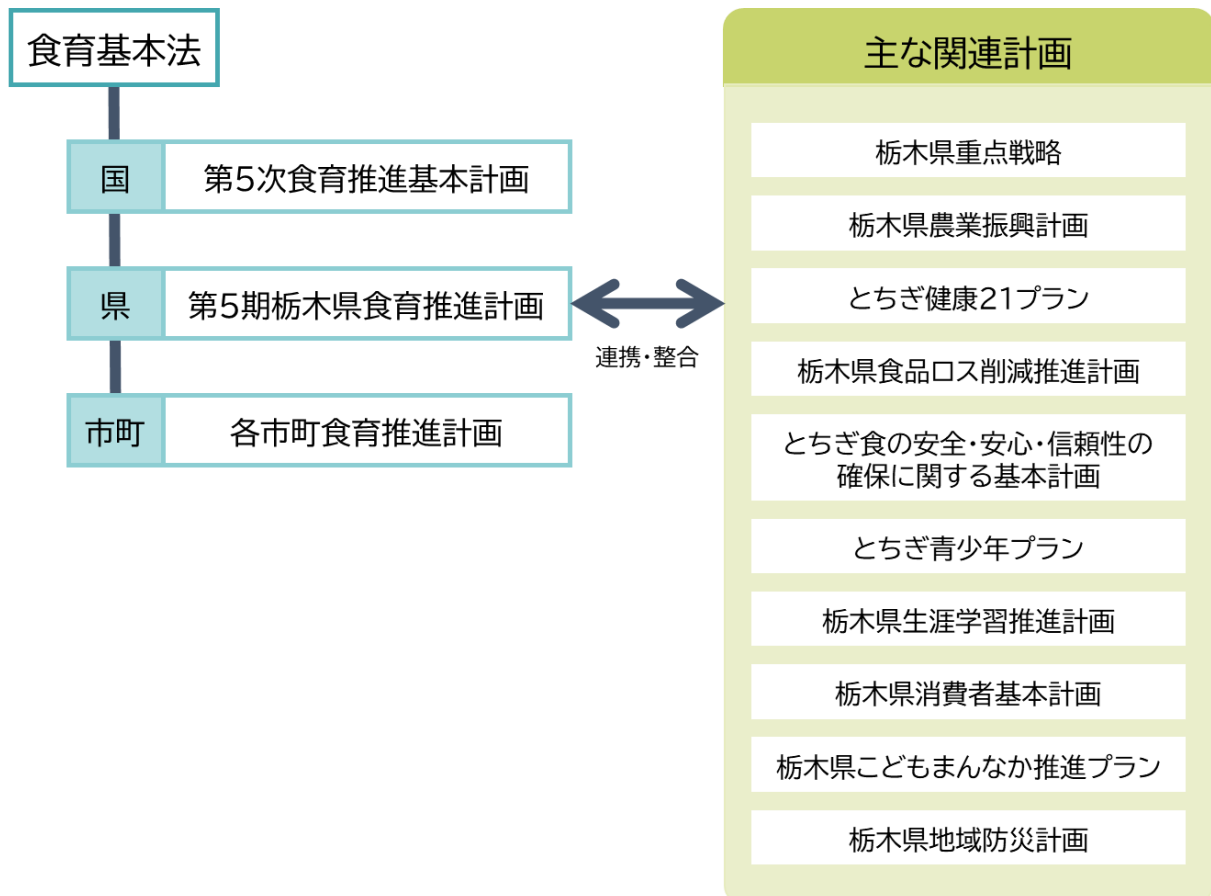 食育基本法
国
第5次食育推進基本計画
県
第5期栃木県食育推進計画
市町
各市町食育推進計画
連携・整合
主な関連計画
栃木県重点戦略
栃木県農業振興計画
とちぎ健康21プラン
栃木県食品ロス削減推進計画
とちぎ食の安全・安心・信頼性の
確保に関する基本計画
とちぎ青少年プラン
栃木県生涯学習推進計画
栃木県消費者基本計画
栃木県こどもまんなか推進プラン
栃木県地域防災計画